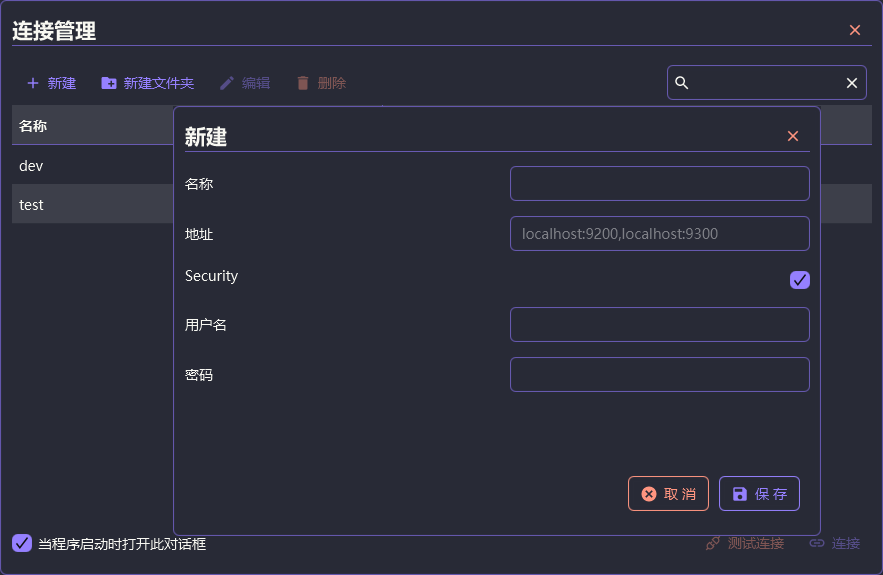 连接管理
新建 新建文件夹 编辑 删除
名称
dev
test
新建
名称
地址 localhost:9200,localhost:9300
Security
用户名
密码
取消 保存
当程序启动时打开此对话框 测试连接 连接